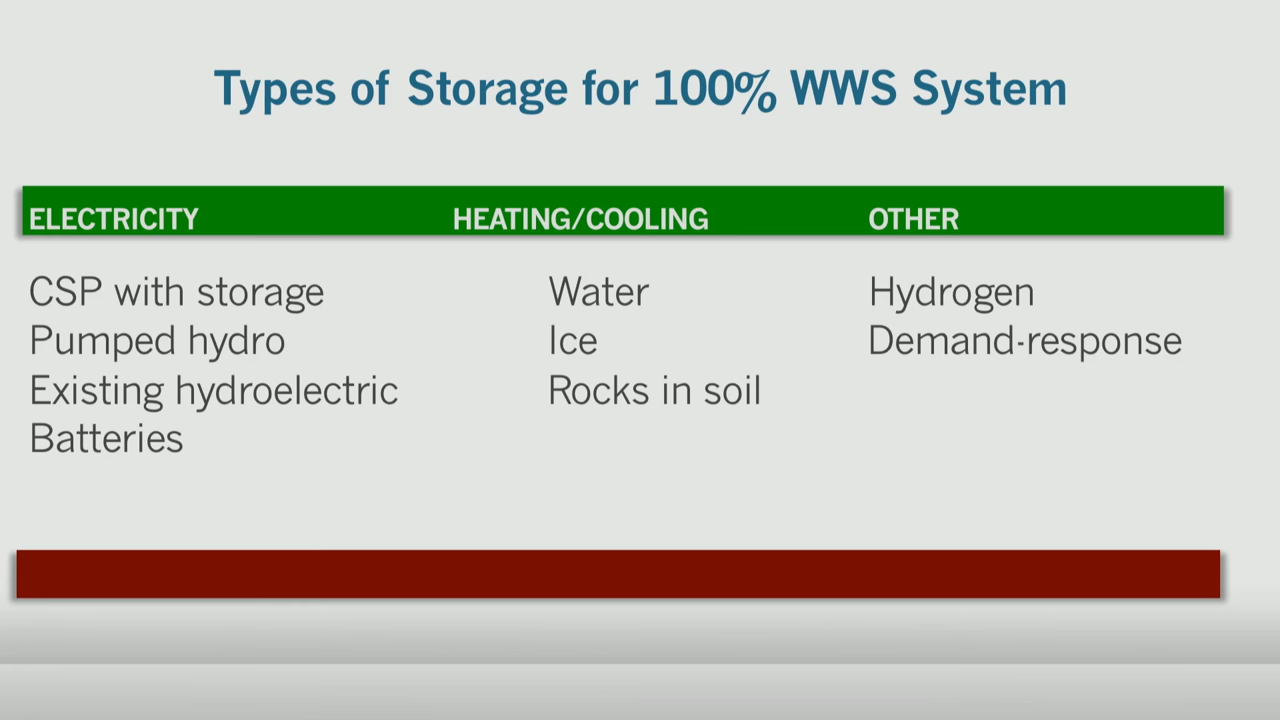 Types of Storage for 100% WWS System
ELECTRICITY HEATING/COOLING OTHER
CSP with storage Water Hydrogen
Pumped hydro Ice Demand-response
Existing hydroelectric Rocks in soil
Batteries